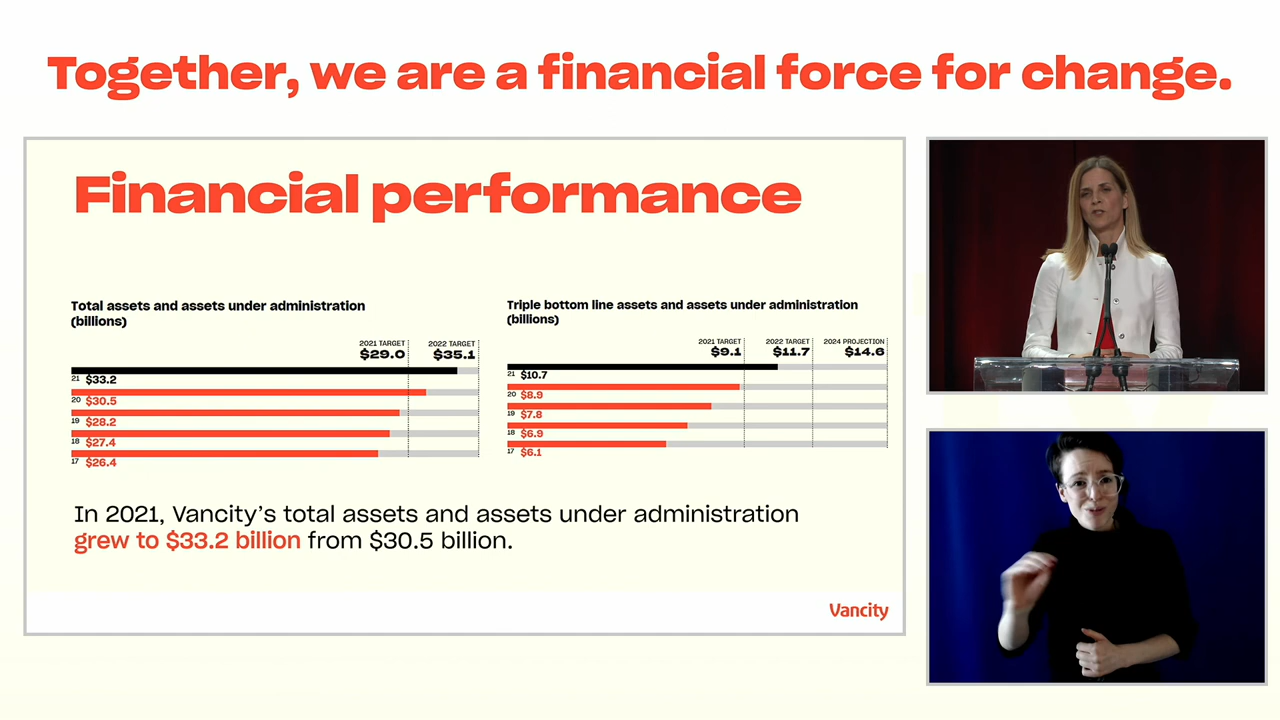 Together, we are a financial force for change.
Financial performance
Total assets and assets under administration
(billions)
2021 TARGET 2022 TARGET
$29.0 $35.1
21 $33.2
20 $30.5
19 $28.2
18 $27.4
17 $26.4
Triple bottom line assets and assets under administration
(billions)
2021 TARGET 2022 TARGET 2024 PROJECTION
$9.1 $11.7 $14.6
21 $10.7
20 $8.9
19 $7.8
18 $6.9
17 $6.1
In 2021, Vancity’s total assets and assets under administration
grew to $33.2 billion from $30.5 billion.
Vancity